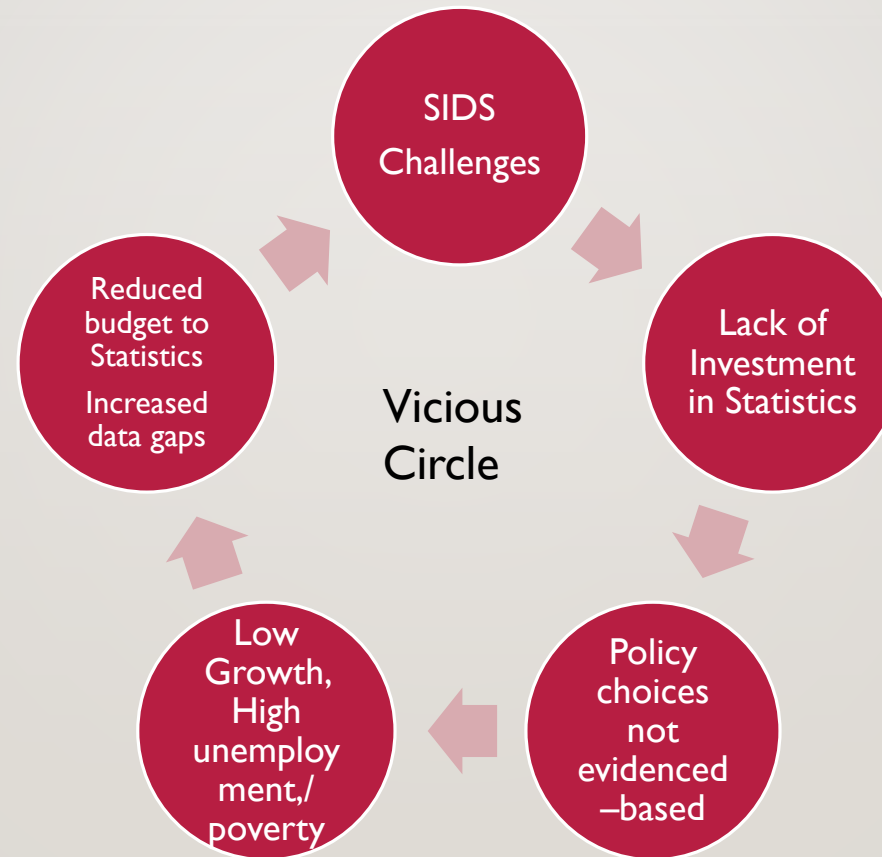 SIDS
Challenges
Lack of
Investment
in Statistics
Policy
choices
not
evidenced
–based
Low
Growth,
High
unemploy
ment,/
poverty
Reduced
budget to
Statistics
Increased
data gaps
Vicious
Circle